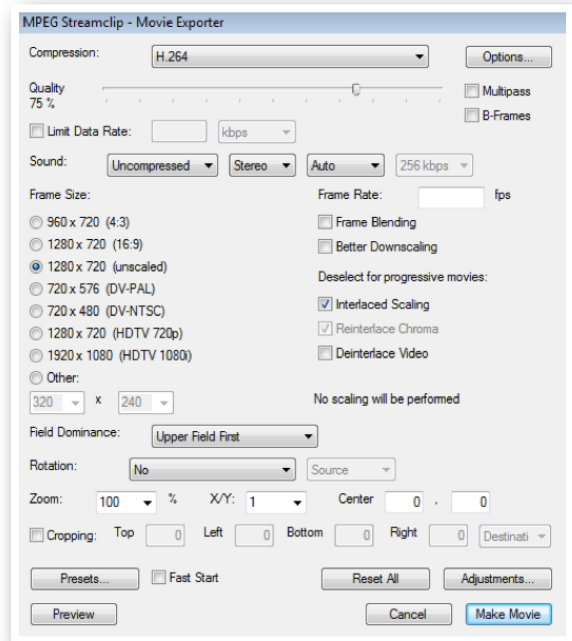 MPEG Streamclip - Movie Exporter
Compression: H.264 Options...
Quality
75 % Multipass
B-Frames
Limit Data Rate: kbps
Sound: Uncompressed Stereo Auto 256 kbps
Frame Size: Frame Rate: fps
960 x 720 (4:3) Frame Blending
1280 x 720 (16:9) Better Downscaling
1280 x 720 (unscaled) Deselect for progressive movies:
720 x 576 (DV-PAL) Interlaced Scaling
720 x 480 (DV-NTSC) Reinterlace Chroma
1280 x 720 (HDTV 720p) Deinterlace Video
1920 x 1080 (HDTV 1080i)
Other:
320 x 240 No scaling will be performed
Field Dominance: Upper Field First
Rotation: No Source
Zoom: 100 % X/Y: 1 Center 0 , 0
Cropping: Top 0 Left 0 Bottom 0 Right 0 Destinati
Presets... Fast Start Reset All Adjustments...
Preview Cancel Make Movie